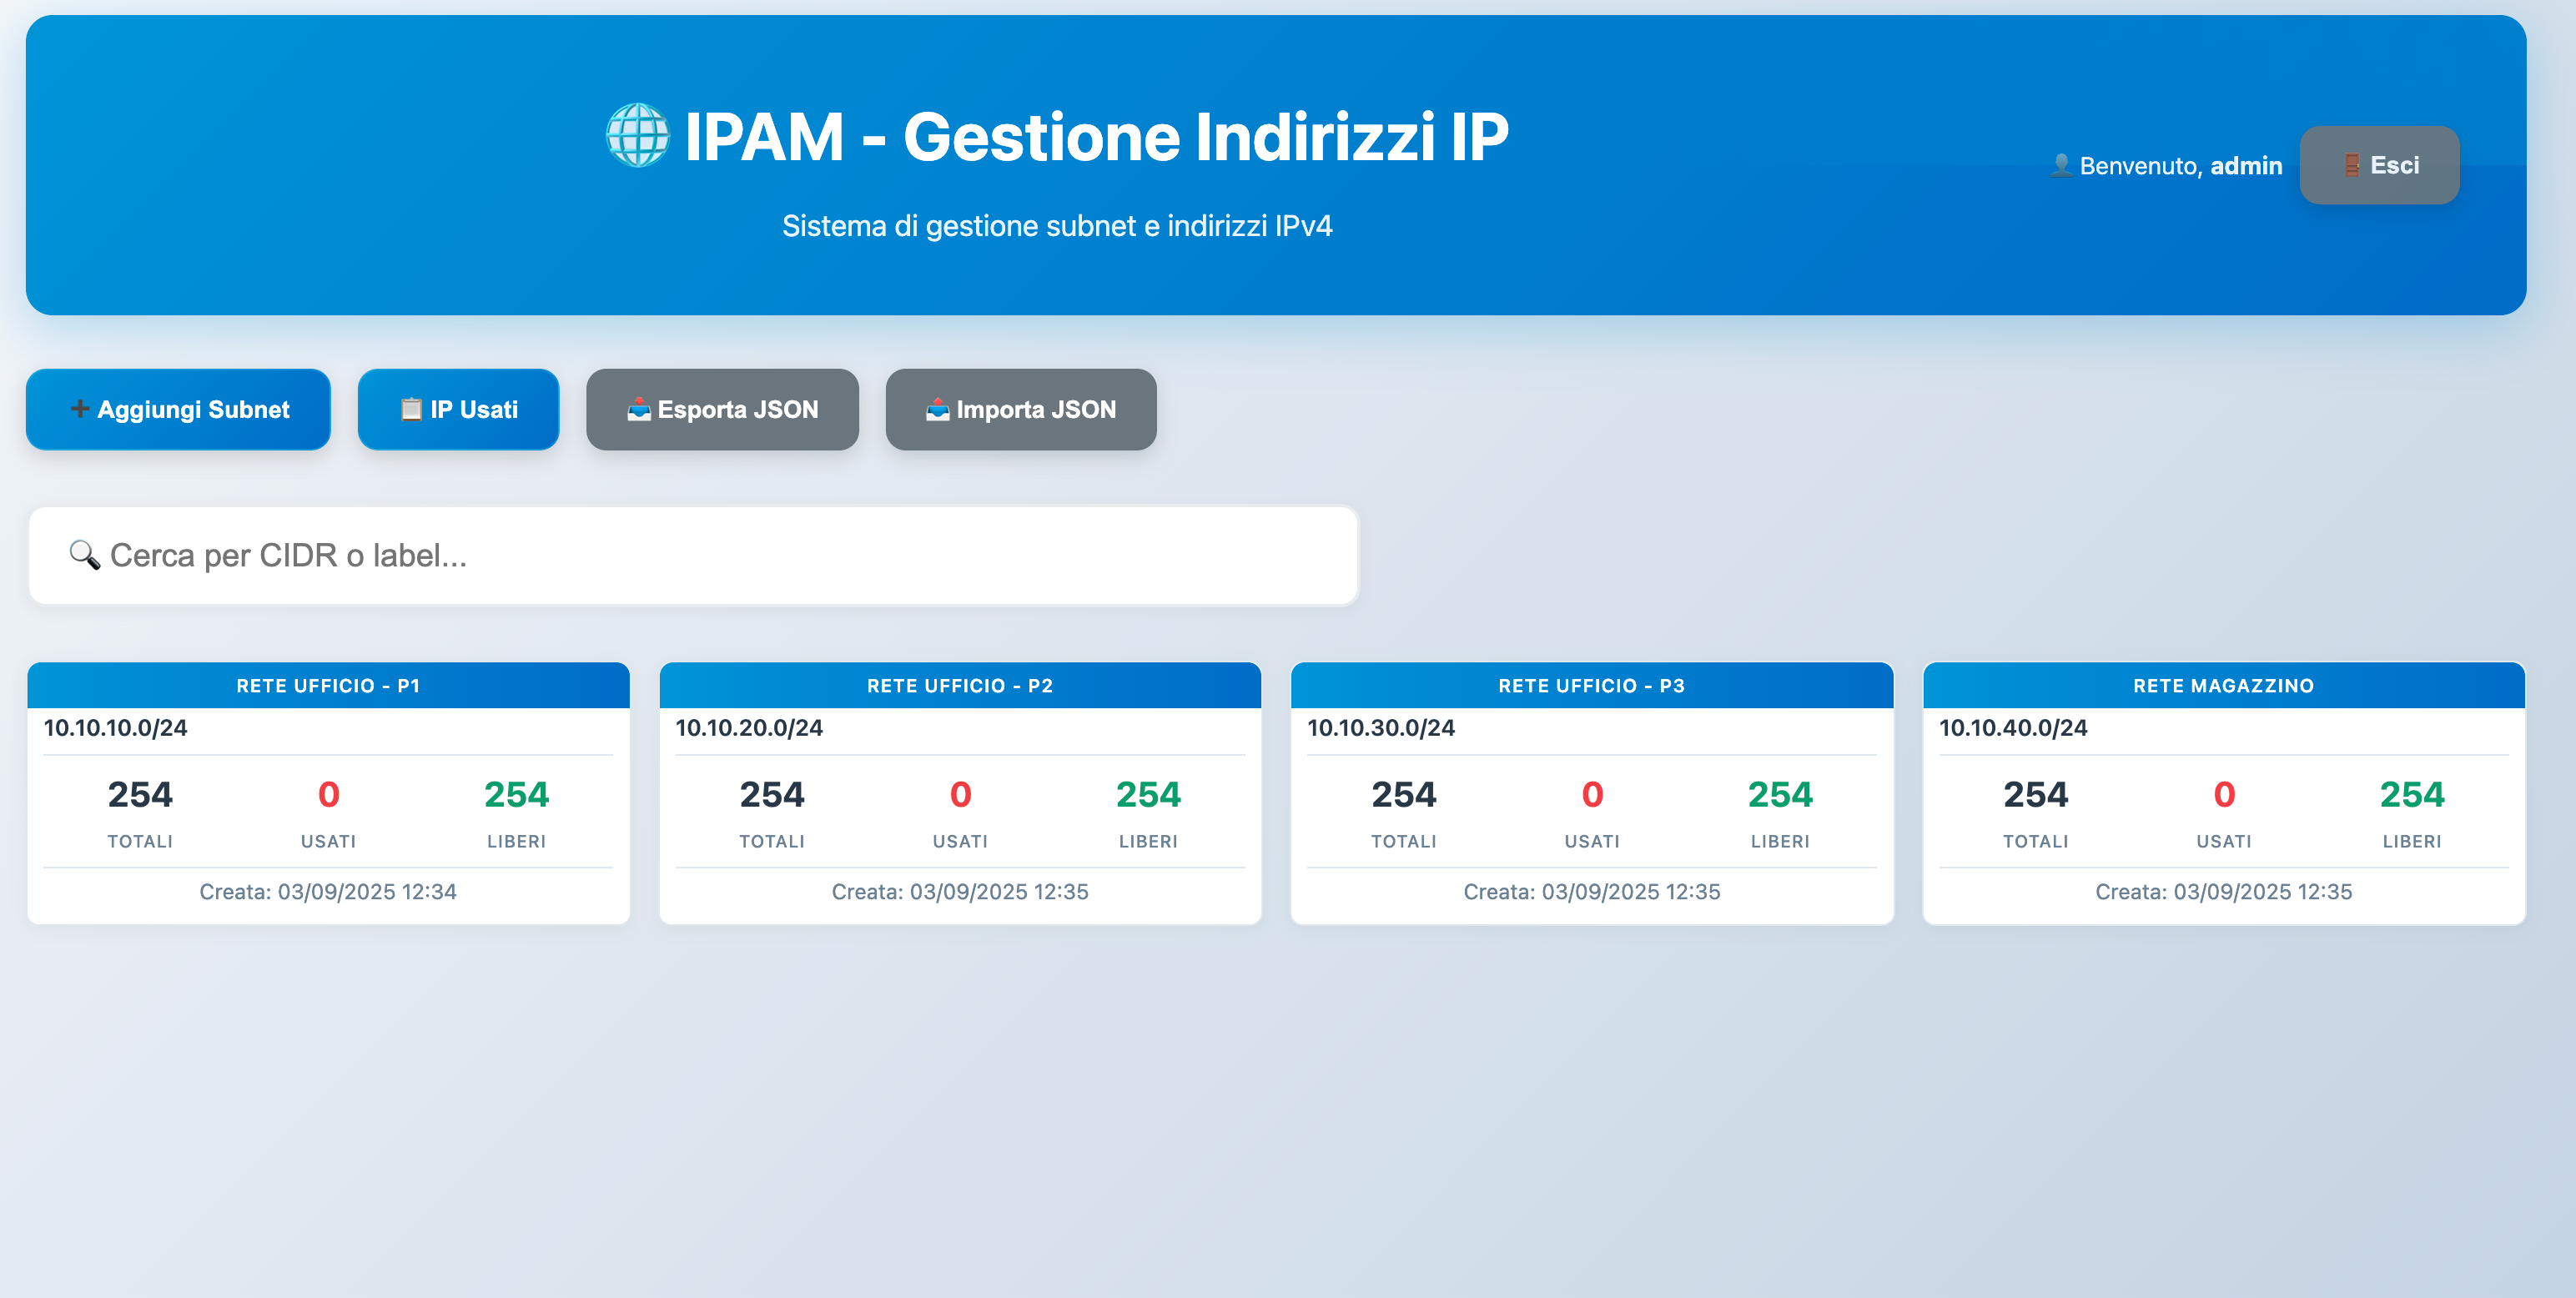 IPAM - Gestione Indirizzi IP
Sistema di gestione subnet e indirizzi IPv4
Benvenuto, admin
Esci
Aggiungi Subnet
IP Usati
Esporta JSON
Importa JSON
Cerca per CIDR o label...
RETE UFFICIO - P1
10.10.10.0/24
254 0 254
TOTALI USATI LIBERI
Creata: 03/09/2025 12:34
RETE UFFICIO - P2
10.10.20.0/24
254 0 254
TOTALI USATI LIBERI
Creata: 03/09/2025 12:35
RETE UFFICIO - P3
10.10.30.0/24
254 0 254
TOTALI USATI LIBERI
Creata: 03/09/2025 12:35
RETE MAGAZZINO
10.10.40.0/24
254 0 254
TOTALI USATI LIBERI
Creata: 03/09/2025 12:35